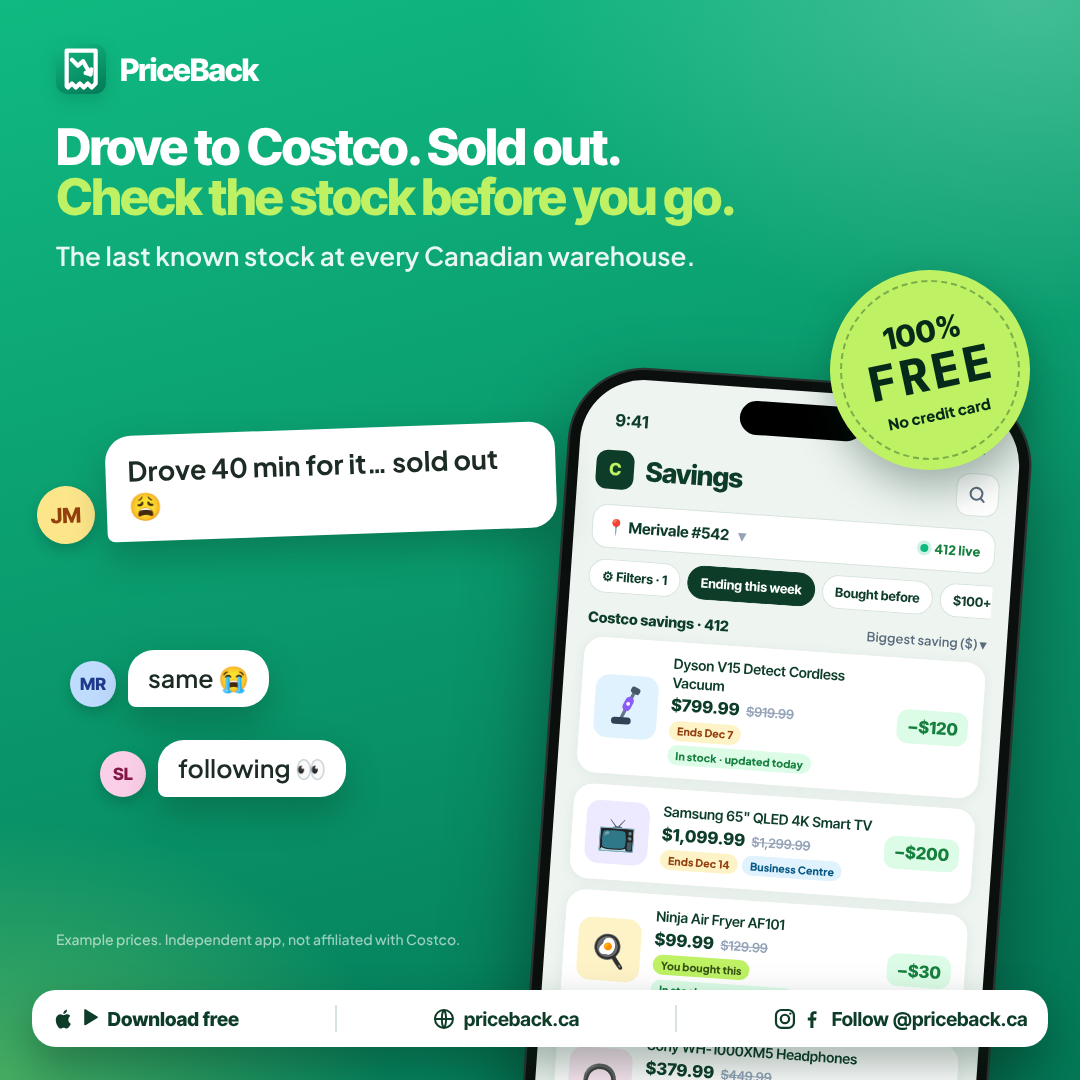 PriceBack
Drove to Costco. Sold out.
Check the stock before you go.
The last known stock at every Canadian warehouse.
100%
FREE
No credit card
Drove 40 min for it… sold out
😩
JM
MR
same 😭
SL
following 👀
9:41
C
Savings
📍 Merivale #542 ▾
412 live
⚙ Filters · 1
Ending this week
Bought before
$100+
Costco savings · 412
Biggest saving ($) ▾
Dyson V15 Detect Cordless
Vacuum
$799.99 $919.99
Ends Dec 7
In stock · updated today
−$120
Samsung 65" QLED 4K Smart TV
$1,099.99 $1,299.99
Ends Dec 14
Business Centre
−$200
Ninja Air Fryer AF101
$99.99 $129.99
You bought this
−$30
Sony WH-1000XM5 Headphones
$379.99 $449.99
Example prices. Independent app, not affiliated with Costco.
Download free
priceback.ca
Follow @priceback.ca